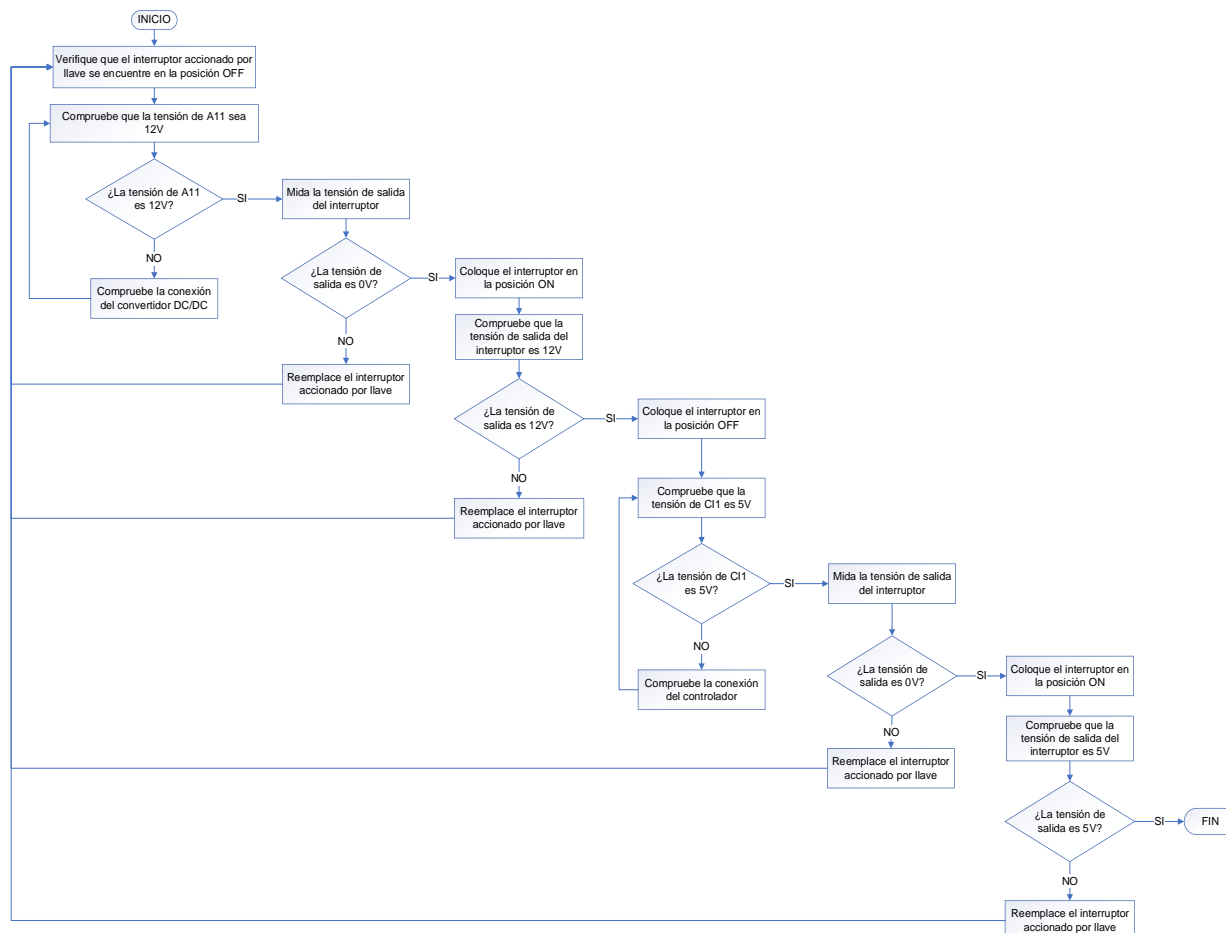 INICIO
Verifique que el interruptor accionado por
llave se encuentre en la posición OFF
Compruebe que la tensión de A11 sea
12V
¿La tensión de A11
es 12V?
SI
NO
Compruebe la conexión
del convertidor DC/DC
Mida la tensión de salida
del interruptor
¿La tensión de
salida es 0V?
SI
NO
Reemplace el interruptor
accionado por llave
Coloque el interruptor en
la posición ON
Compruebe que la
tensión de salida del
interruptor es 12V
¿La tensión de
salida es 12V?
SI
NO
Reemplace el interruptor
accionado por llave
Coloque el interruptor en
la posición OFF
Compruebe que la
tensión de CI1 es 5V
¿La tensión de CI1
es 5V?
SI
NO
Compruebe la conexión
del controlador
Mida la tensión de salida
del interruptor
¿La tensión de
salida es 0V?
SI
NO
Reemplace el interruptor
accionado por llave
Coloque el interruptor en
la posición ON
Compruebe que la
tensión de salida del
interruptor es 5V
¿La tensión de
salida es 5V?
SI
FIN
NO
Reemplace el interruptor
accionado por llave